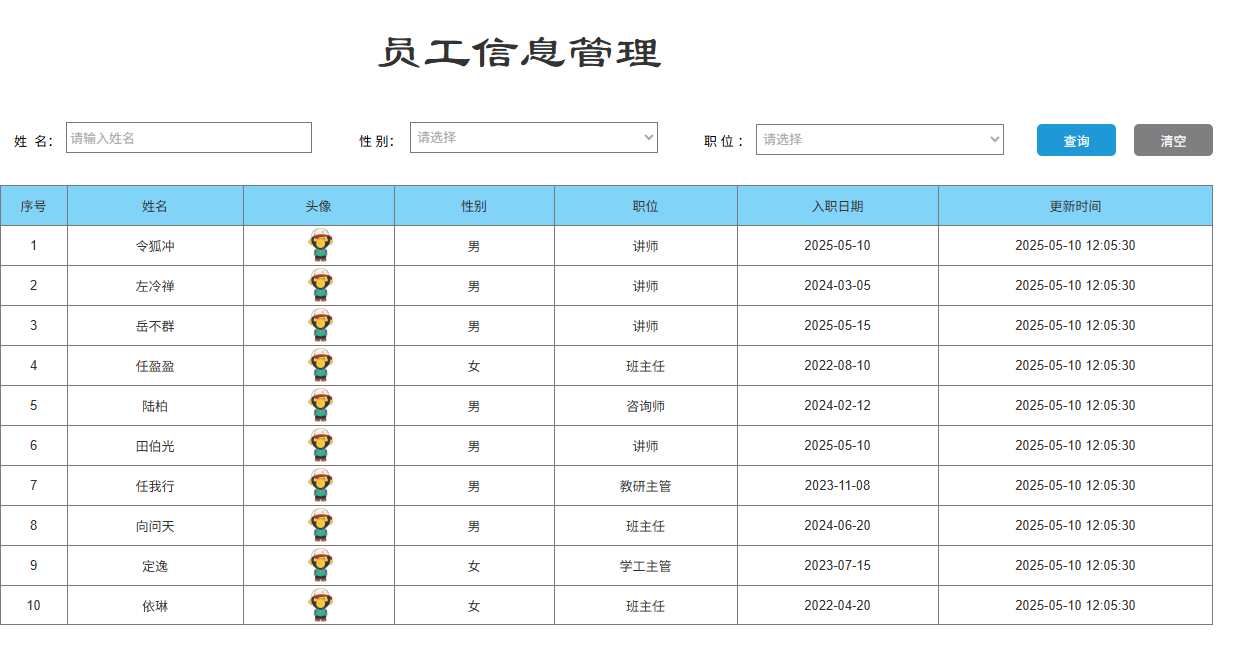 员工信息管理
姓 名： 请输入姓名 性 别： 请选择 职 位 ： 请选择 查询 清空
序号 姓名 头像 性别 职位 入职日期 更新时间
1 令狐冲 男 讲师 2025-05-10 2025-05-10 12:05:30
2 左冷禅 男 讲师 2024-03-05 2025-05-10 12:05:30
3 岳不群 男 讲师 2025-05-15 2025-05-10 12:05:30
4 任盈盈 女 班主任 2022-08-10 2025-05-10 12:05:30
5 陆柏 男 咨询师 2024-02-12 2025-05-10 12:05:30
6 田伯光 男 讲师 2025-05-10 2025-05-10 12:05:30
7 任我行 男 教研主管 2023-11-08 2025-05-10 12:05:30
8 向问天 男 班主任 2024-06-20 2025-05-10 12:05:30
9 定逸 女 学工主管 2023-07-15 2025-05-10 12:05:30
10 依琳 女 班主任 2022-04-20 2025-05-10 12:05:30